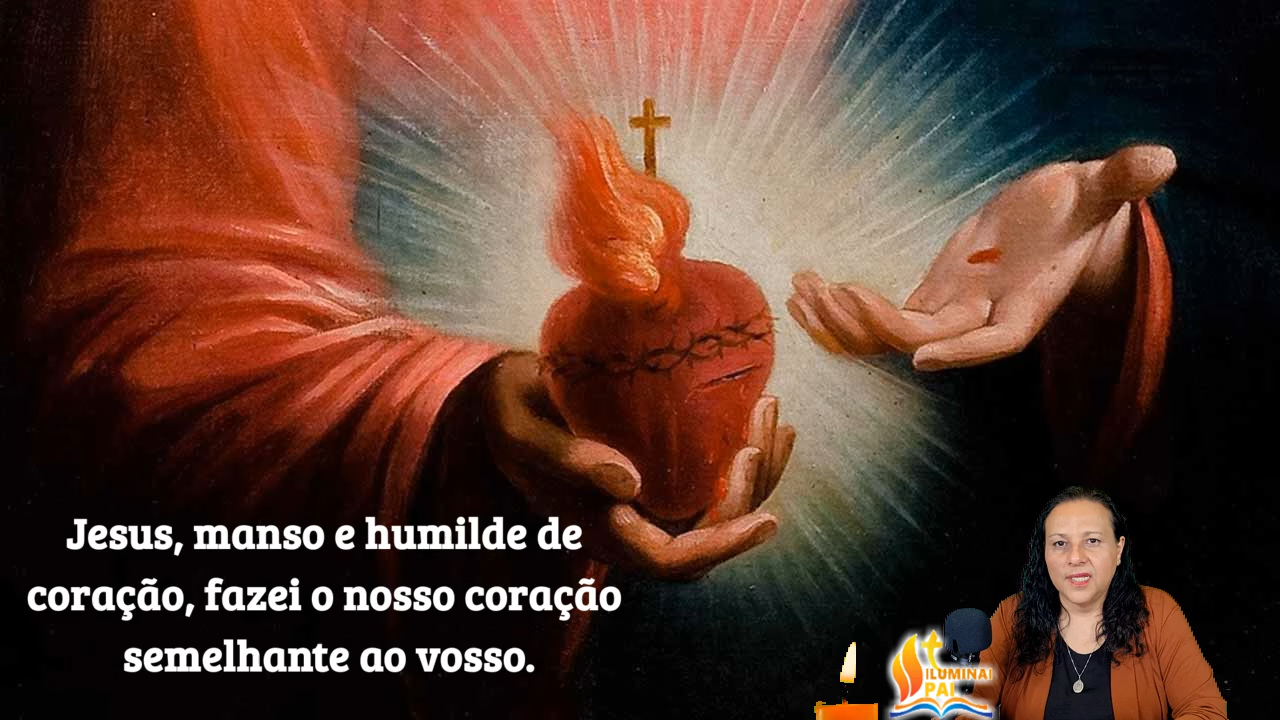 Jesus, manso e humilde de
coração, fazei o nosso coração
semelhante ao vosso.
ILUMINAI
PAI